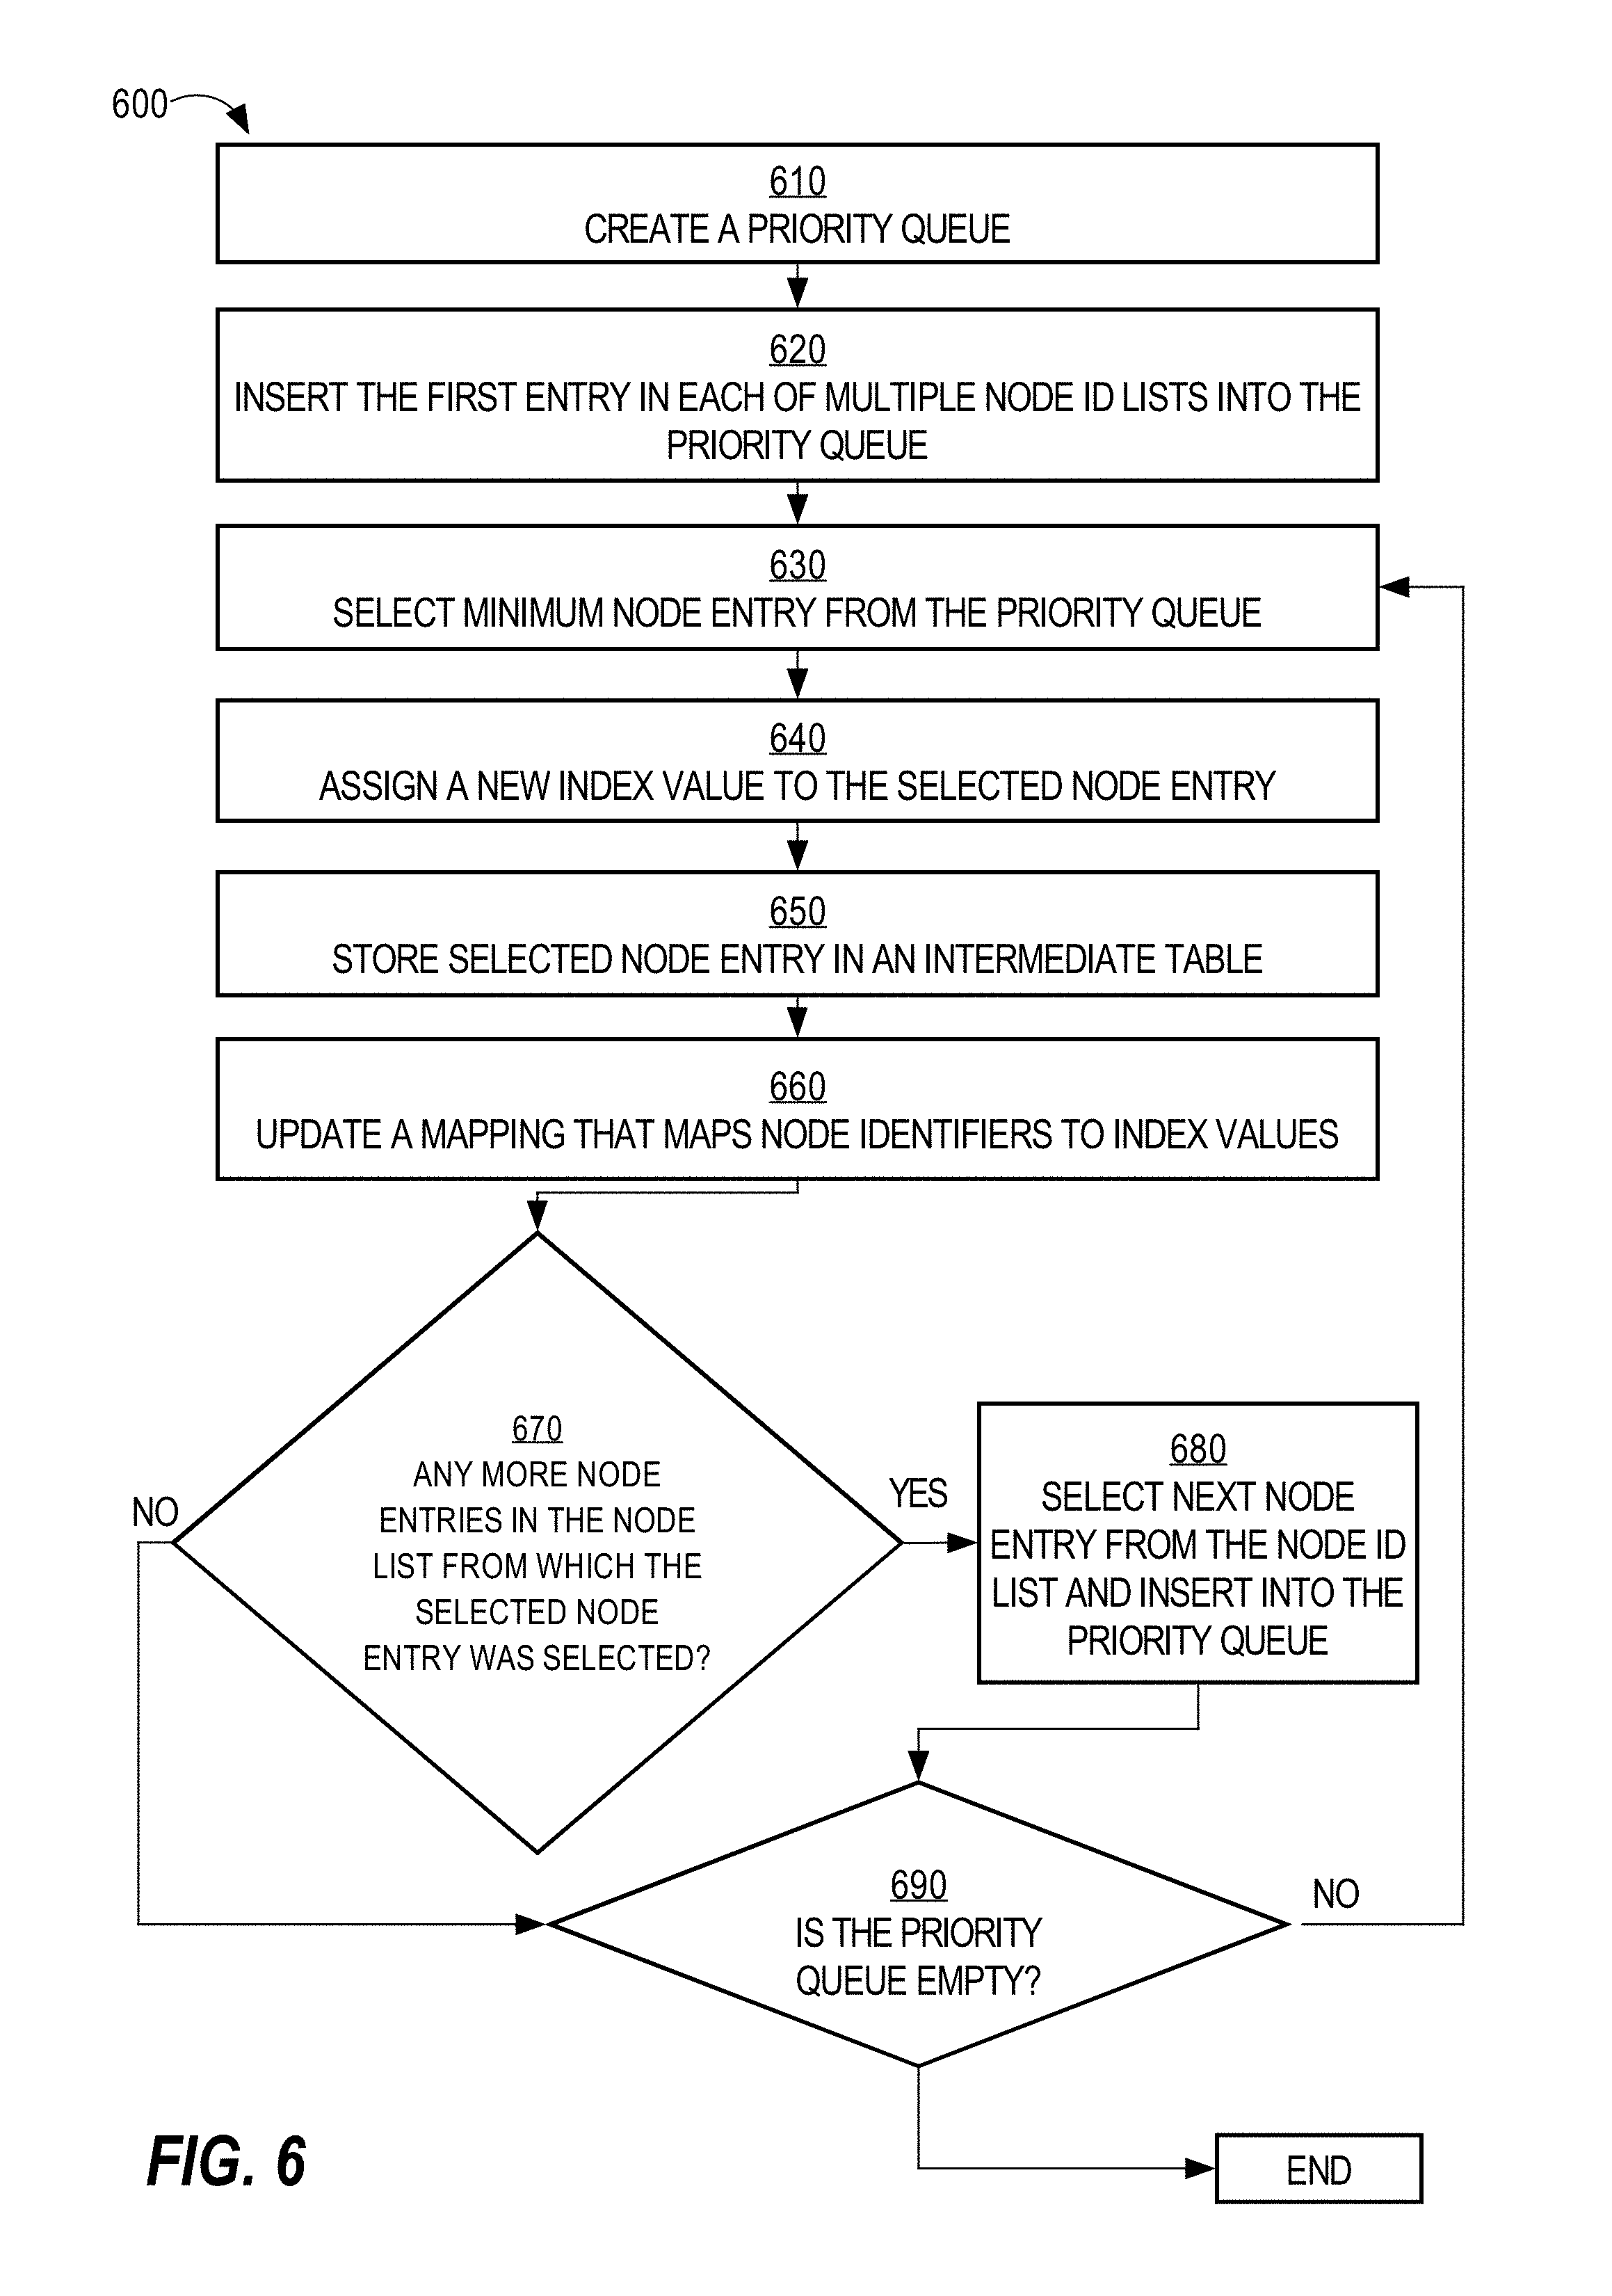 600
610
CREATE A PRIORITY QUEUE
620
INSERT THE FIRST ENTRY IN EACH OF MULTIPLE NODE ID LISTS INTO THE
PRIORITY QUEUE
630
SELECT MINIMUM NODE ENTRY FROM THE PRIORITY QUEUE
640
ASSIGN A NEW INDEX VALUE TO THE SELECTED NODE ENTRY
650
STORE SELECTED NODE ENTRY IN AN INTERMEDIATE TABLE
660
UPDATE A MAPPING THAT MAPS NODE IDENTIFIERS TO INDEX VALUES
670
ANY MORE NODE
ENTRIES IN THE NODE
LIST FROM WHICH THE
SELECTED NODE
ENTRY WAS SELECTED?
NO
YES
680
SELECT NEXT NODE
ENTRY FROM THE NODE ID
LIST AND INSERT INTO THE
PRIORITY QUEUE
690
IS THE PRIORITY
QUEUE EMPTY?
NO
END
FIG. 6